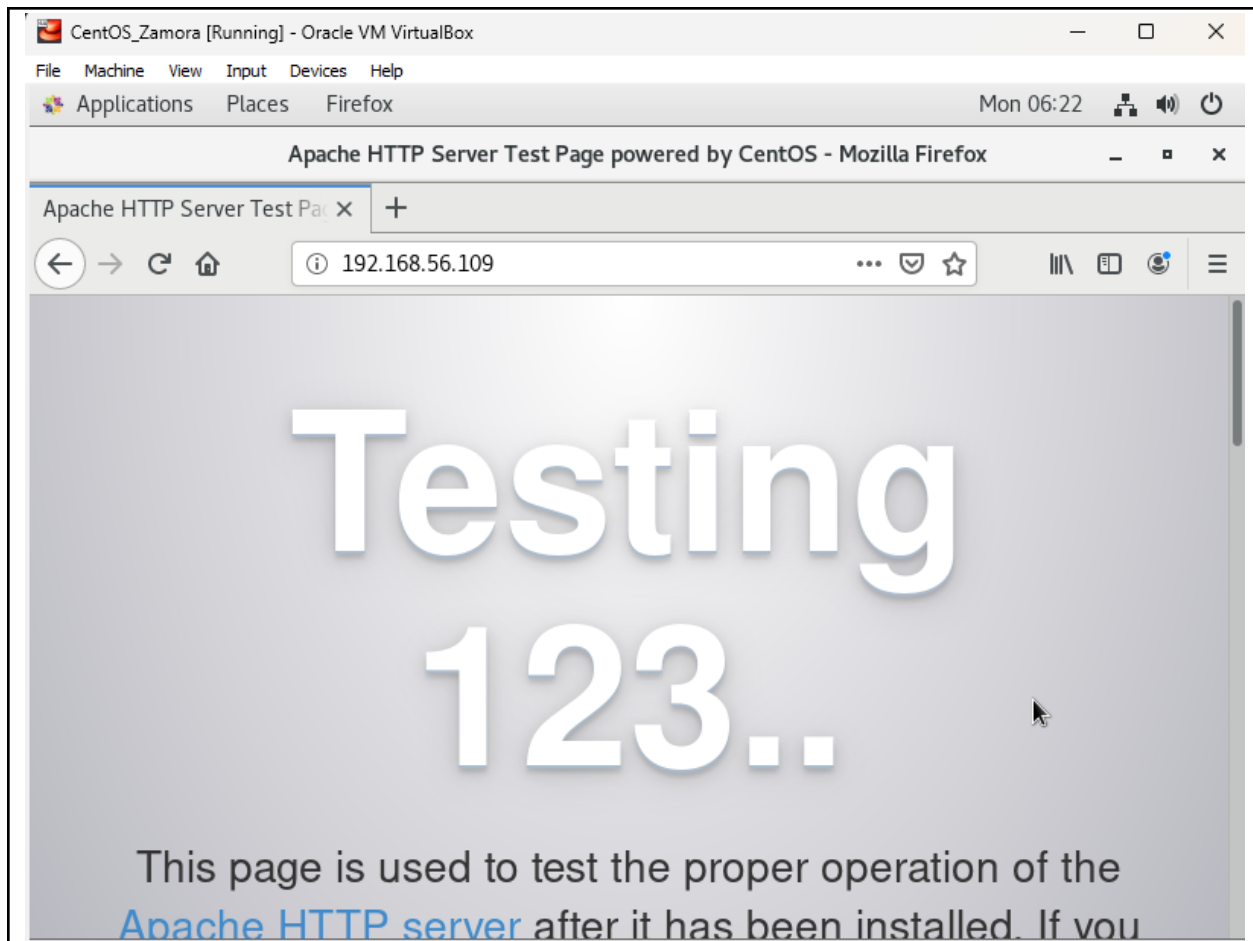 CentOS_Zamora [Running] - Oracle VM VirtualBox
File Machine View Input Devices Help
Applications Places Firefox Mon 06:22
Apache HTTP Server Test Page powered by CentOS - Mozilla Firefox
Apache HTTP Server Test Pa
192.168.56.109
Testing
123..
This page is used to test the proper operation of the
Apache HTTP server after it has been installed. If you